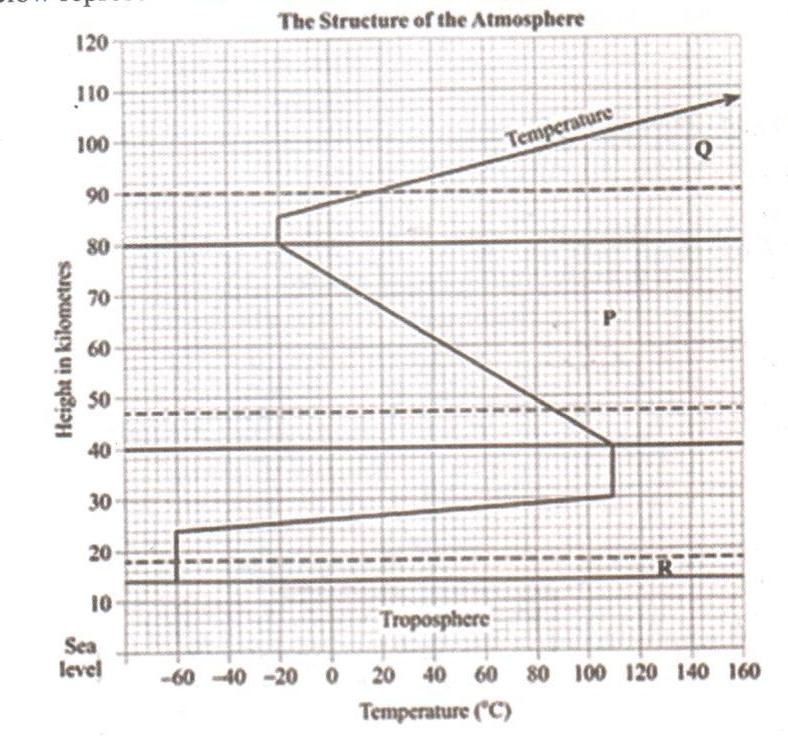 The Structure of the Atmosphere
120
110
100
90
80
70
60
50
40
30
20
10
Sea
level
Height in kilometres
Temperature
Q
P
R
Troposphere
-60 -40 -20 0 20 40 60 80 100 120 140 160
Temperature (°C)